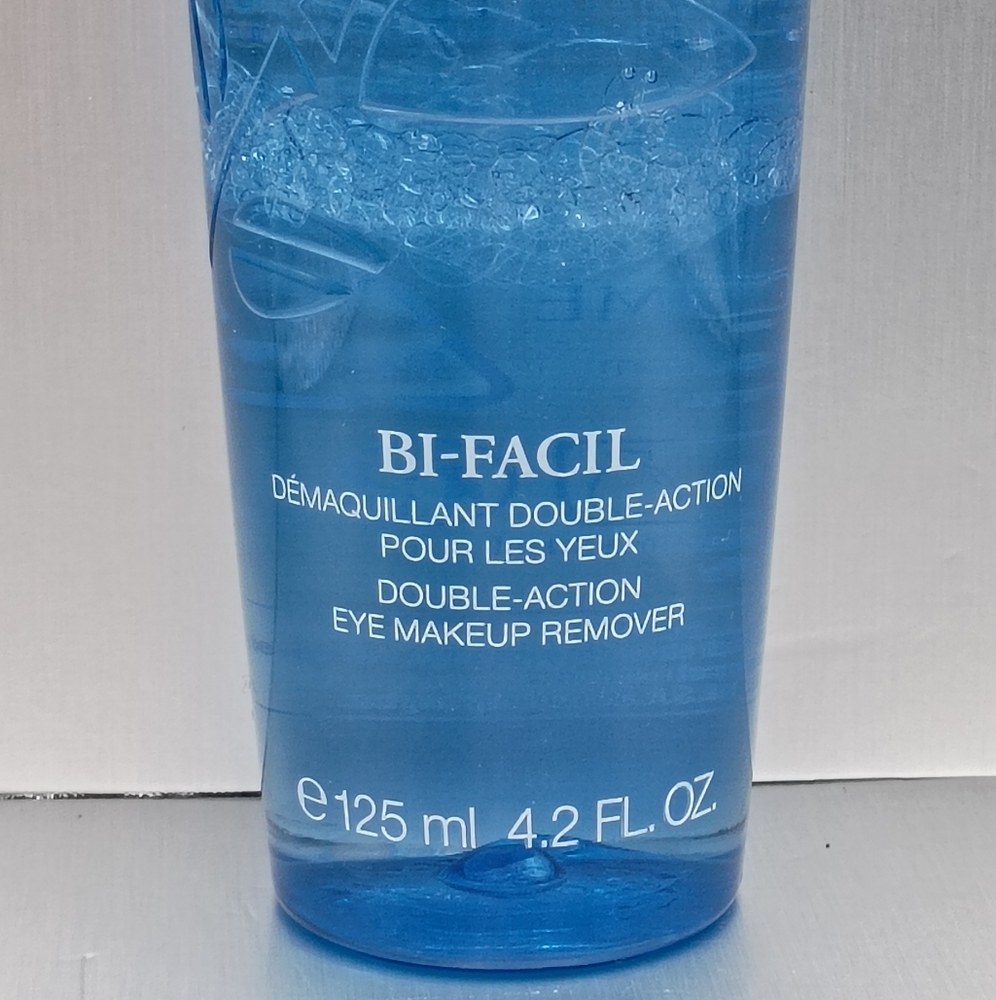 BI-FACIL
DÉMAQUILLANT DOUBLE-ACTION
POUR LES YEUX
DOUBLE-ACTION
EYE MAKEUP REMOVER
℮125 ml 4.2 FL. OZ.